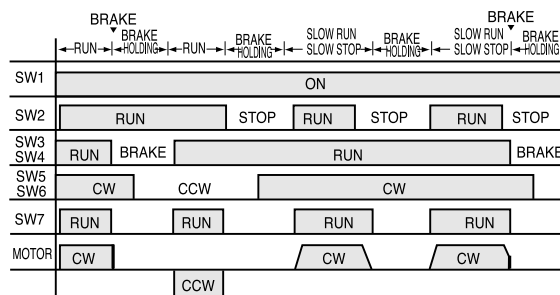 BRAKE BRAKE
RUN BRAKE HOLDING RUN BRAKE HOLDING SLOW RUN SLOW STOP BRAKE HOLDING SLOW RUN SLOW STOP BRAKE HOLDING
SW1 ON
SW2 RUN STOP RUN STOP RUN STOP
SW3 SW4 RUN BRAKE RUN BRAKE
SW5 SW6 CW CCW CW
SW7 RUN RUN RUN RUN
MOTOR CW CW CW
CCW